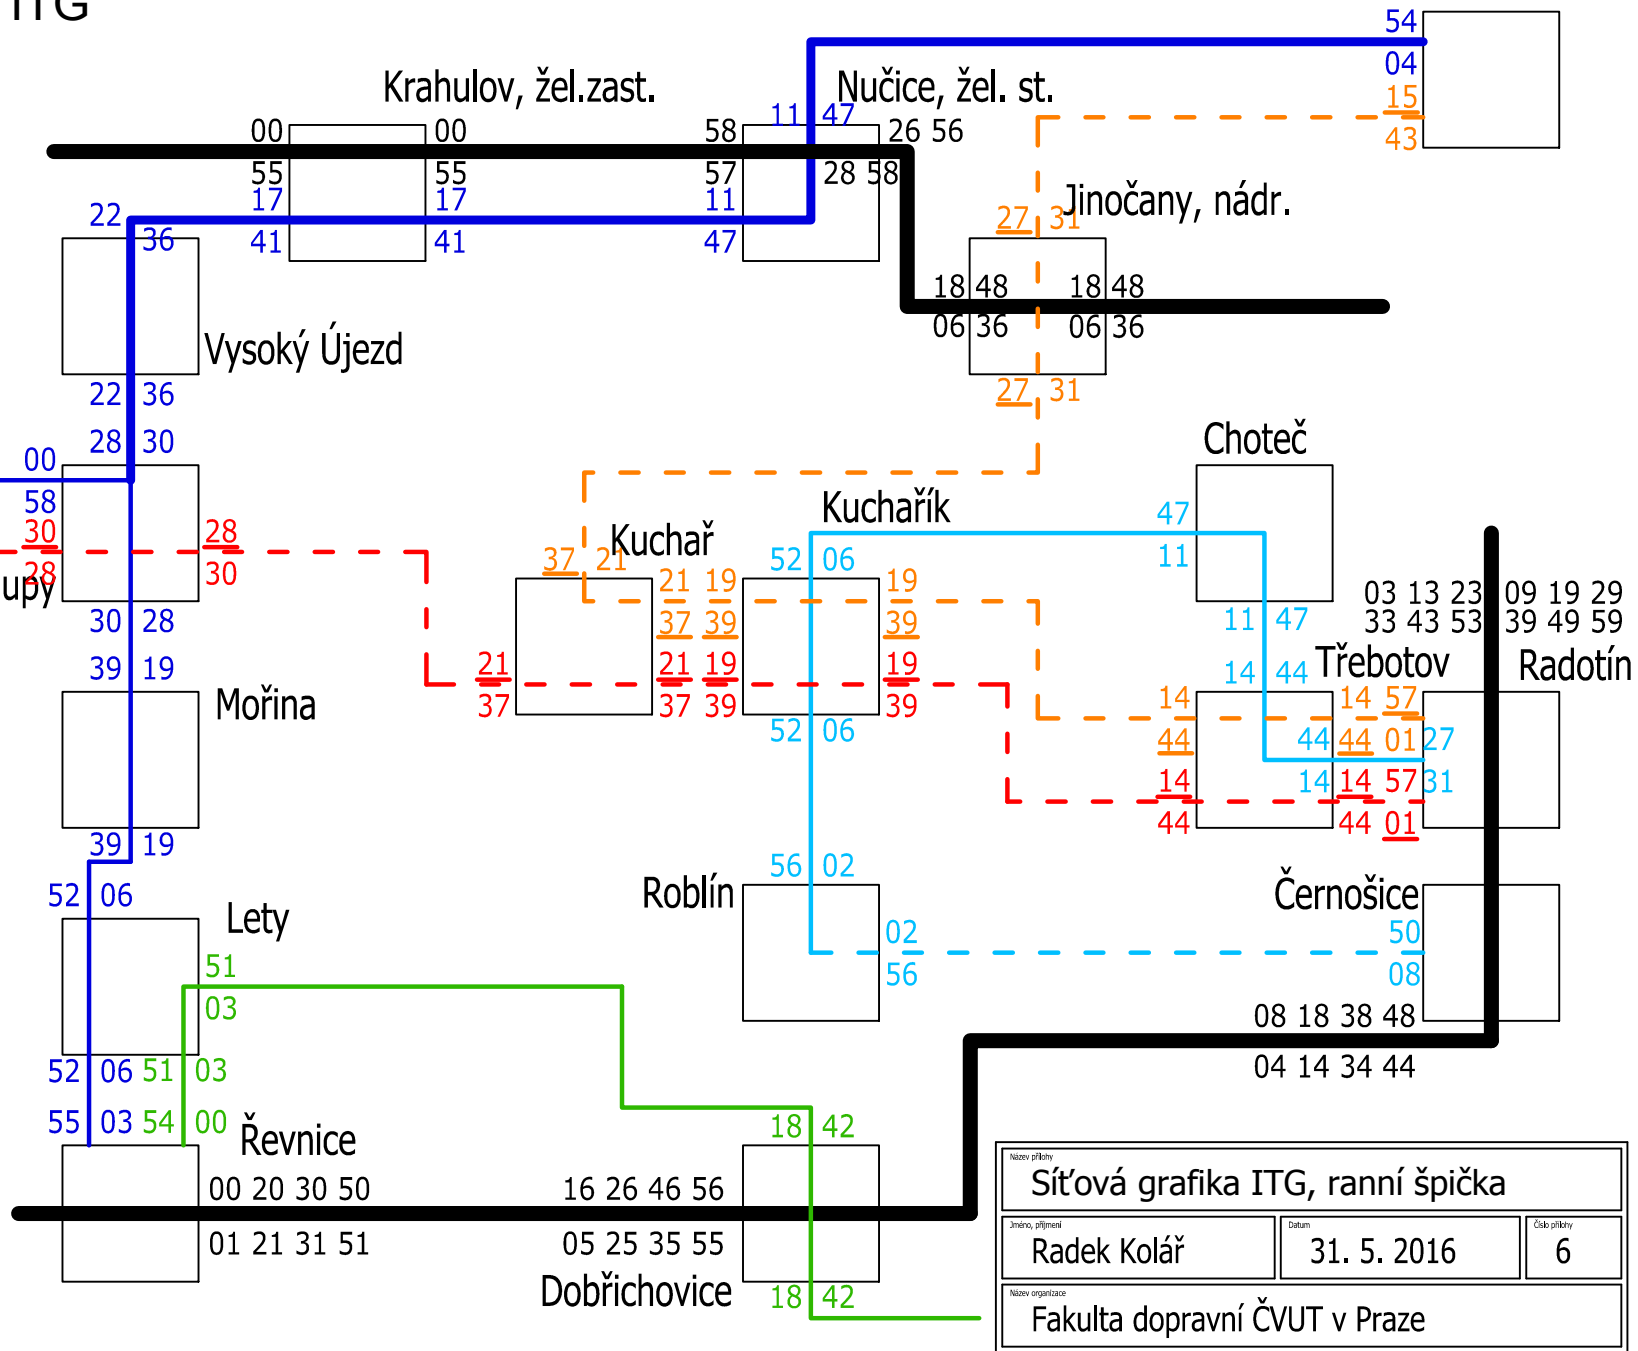 ITG
54
04
15
43
Krahulov, žel.zast.
Nučice, žel. st.
00 00 58 11 47 26 56
55 55 57 28 58
17 17 11
41 41 47
22
36
Jinočany, nádr.
27 31
18 48 18 48
06 36 06 36
27 31
Vysoký Újezd
22 36
28 30
00
58
30
28
28
30
upy
30 28
Choteč
47
11
11 47
Kuchařík
Kuchař
37 21
52 06
21 19 19
37 39 39
21 21 19 19
37 37 39 39
52 06
03 13 23 09 19 29
33 43 53 39 49 59
39 19
Mořina
14 44
Třebotov
Radotín
14 14 57
44 44 44 01 27
14 14 14 57 31
44 44 01
39 19
52 06
Lety
56 02
Roblín
02
56
Černošice
50
08
51
03
08 18 38 48
04 14 34 44
52 06 51 03
55 03 54 00
Řevnice
18 42
00 20 30 50
01 21 31 51
16 26 46 56
05 25 35 55
Dobřichovice
18 42
Název přílohy
Síťová grafika ITG, ranní špička
Jméno, příjmení
Radek Kolář
Datum
31. 5. 2016
Číslo přílohy
6
Název organizace
Fakulta dopravní ČVUT v Praze